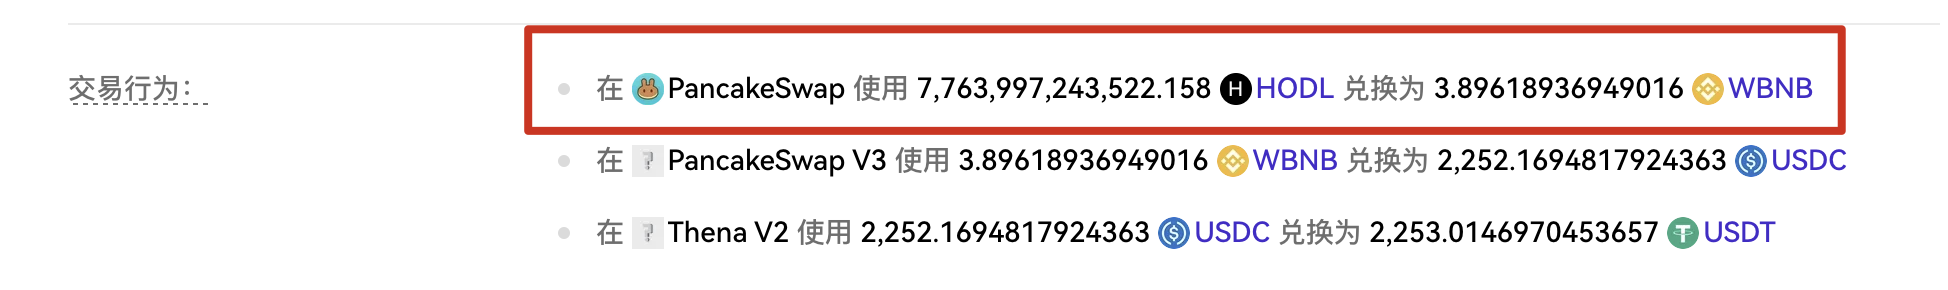 交易行为：
在 PancakeSwap 使用 7,763,997,243,522.158 H HODL 兑换为 3.89618936949016 WBNB
在 ? PancakeSwap V3 使用 3.89618936949016 WBNB 兑换为 2,252.1694817924363 USDC
在 ? Thena V2 使用 2,252.1694817924363 USDC 兑换为 2,253.0146970453657 USDT